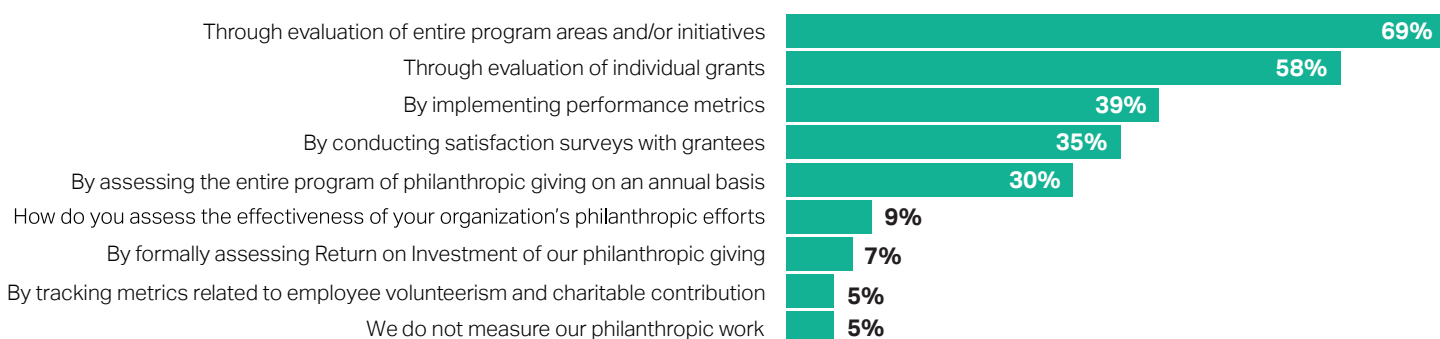 Through evaluation of entire program areas and/or initiatives 69%
Through evaluation of individual grants 58%
By implementing performance metrics 39%
By conducting satisfaction surveys with grantees 35%
By assessing the entire program of philanthropic giving on an annual basis 30%
How do you assess the effectiveness of your organization's philanthropic efforts 9%
By formally assessing Return on Investment of our philanthropic giving 7%
By tracking metrics related to employee volunteerism and charitable contribution 5%
We do not measure our philanthropic work 5%